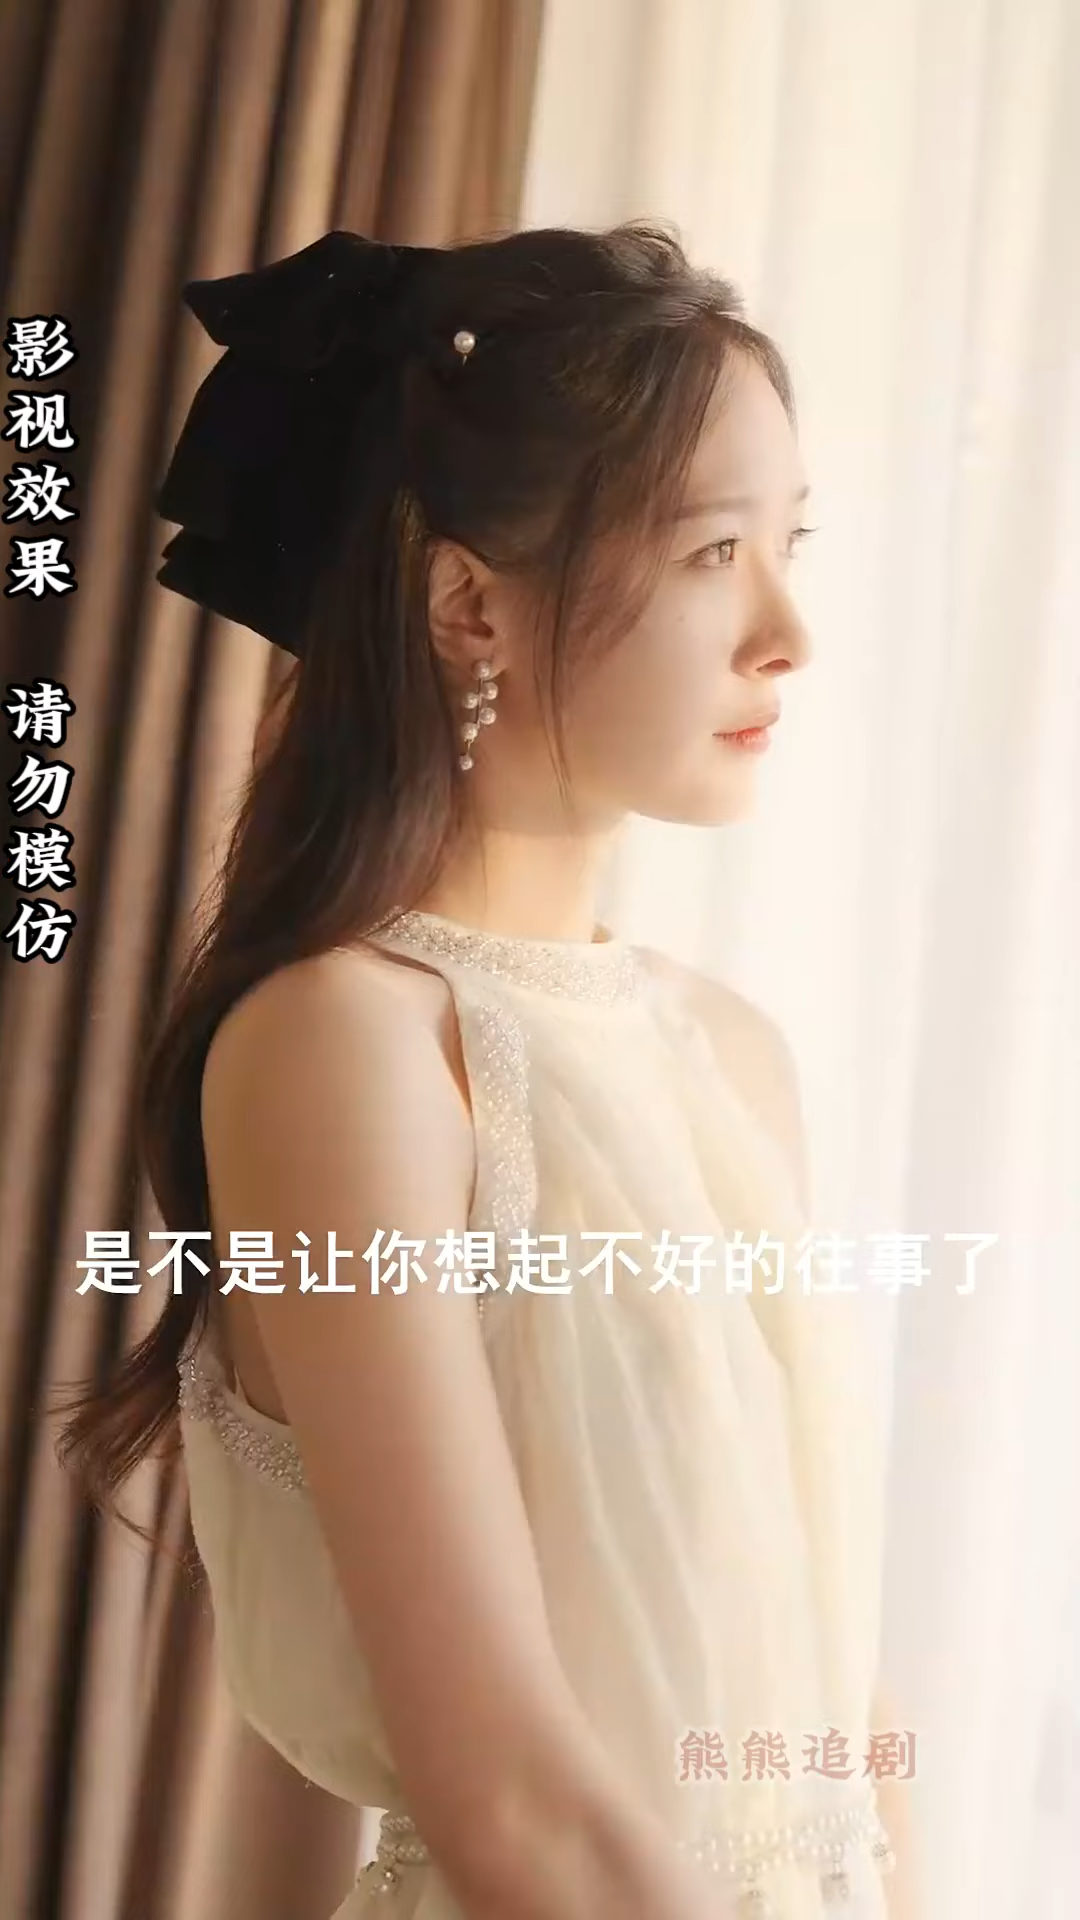 影视效果 请勿模仿
是不是让你想起不好的往事了
熊熊追剧